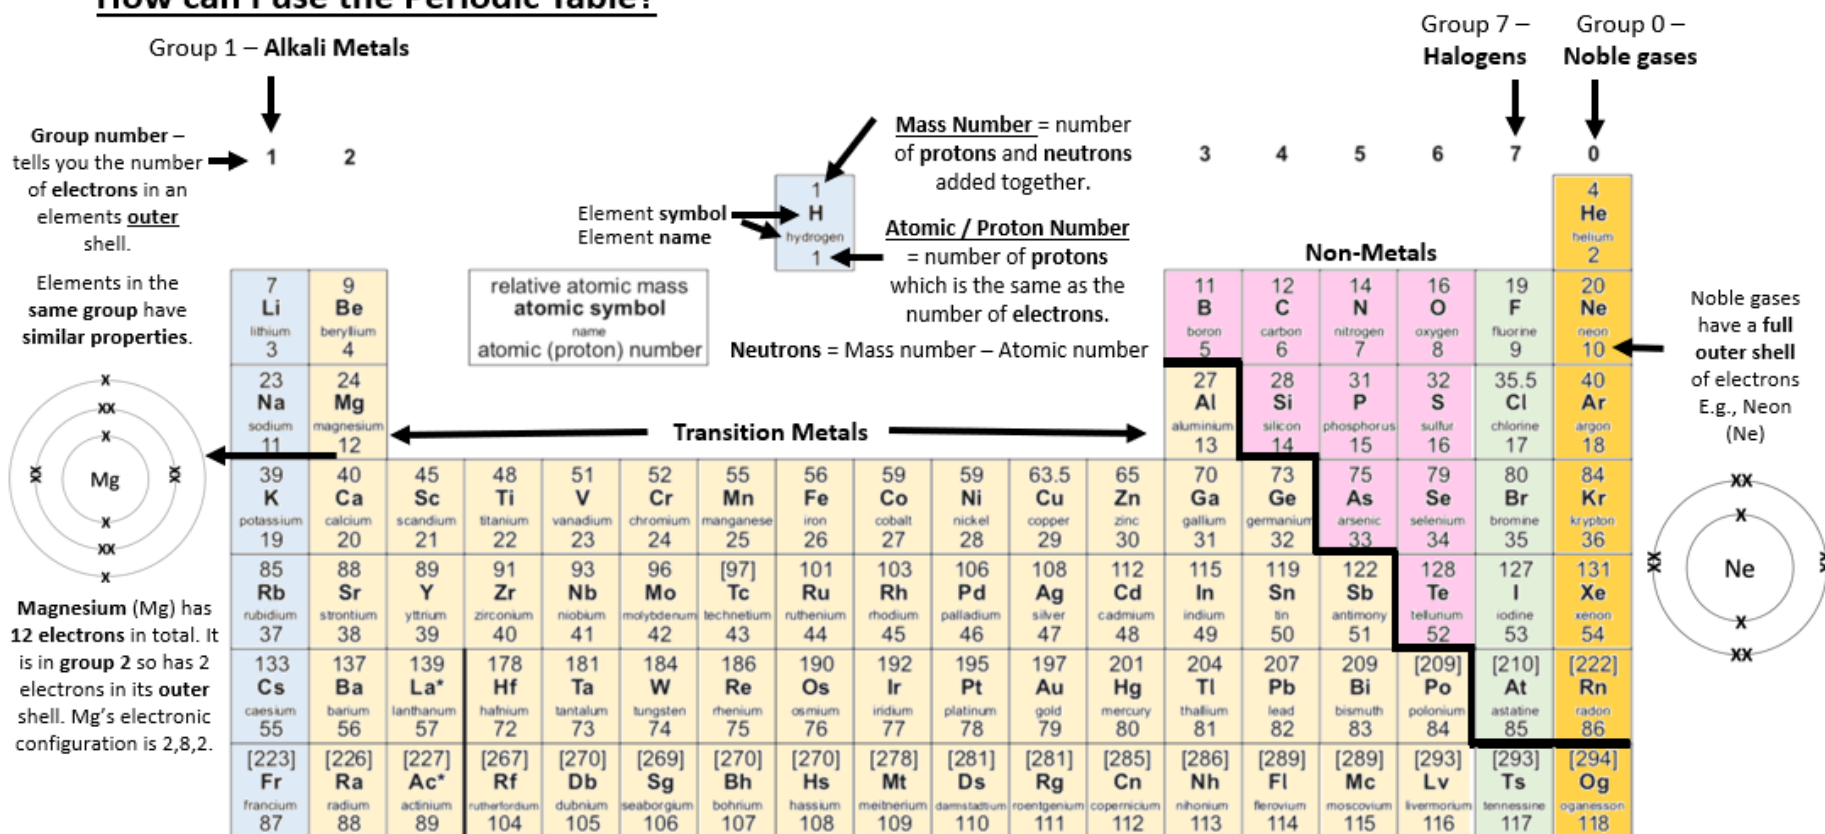 How can I use the Periodic Table?
Group 1 – Alkali Metals
Group 7 –
Halogens
Group 0 –
Noble gases
Group number –
tells you the number
of electrons in an
elements outer
shell.
Elements in the
same group have
similar properties.
1 2 3 4 5 6 7 0
Mass Number = number
of protons and neutrons
added together.
Element symbol
Element name
1
H
hydrogen
1
Atomic / Proton Number
= number of protons
which is the same as the
number of electrons.
Neutrons = Mass number – Atomic number
relative atomic mass
atomic symbol
name
atomic (proton) number
Non-Metals
Transition Metals
4
He
helium
2
7 9 11 12 14 16 19 20
Li Be B C N O F Ne
lithium beryllium boron carbon nitrogen oxygen fluorine neon
3 4 5 6 7 8 9 10
23 24 27 28 31 32 35.5 40
Na Mg Al Si P S Cl Ar
sodium magnesium aluminium silicon phosphorus sulfur chlorine argon
11 12 13 14 15 16 17 18
39 40 45 48 51 52 55 56 59 59 63.5 65 70 73 75 79 80 84
K Ca Sc Ti V Cr Mn Fe Co Ni Cu Zn Ga Ge As Se Br Kr
potassium calcium scandium titanium vanadium chromium manganese iron cobalt nickel copper zinc gallium germanium arsenic selenium bromine krypton
19 20 21 22 23 24 25 26 27 28 29 30 31 32 33 34 35 36
85 88 89 91 93 96 [97] 101 103 106 108 112 115 119 122 128 127 131
Rb Sr Y Zr Nb Mo Tc Ru Rh Pd Ag Cd In Sn Sb Te I Xe
rubidium strontium yttrium zirconium niobium molybdenum technetium ruthenium rhodium palladium silver cadmium indium tin antimony tellurium iodine xenon
37 38 39 40 41 42 43 44 45 46 47 48 49 50 51 52 53 54
133 137 139 178 181 184 186 190 192 195 197 201 204 207 209 [209] [210] [222]
Cs Ba La* Hf Ta W Re Os Ir Pt Au Hg Tl Pb Bi Po At Rn
caesium barium lanthanum hafnium tantalum tungsten rhenium osmium iridium platinum gold mercury thallium lead bismuth polonium astatine radon
55 56 57 72 73 74 75 76 77 78 79 80 81 82 83 84 85 86
[223] [226] [227] [267] [270] [269] [270] [270] [278] [281] [281] [285] [286] [289] [289] [293] [293] [294]
Fr Ra Ac* Rf Db Sg Bh Hs Mt Ds Rg Cn Nh Fl Mc Lv Ts Og
francium radium actinium rutherfordium dubnium seaborgium bohrium hassium meitnerium darmstadtium roentgenium copernicium nihonium flerovium moscovium livermorium tennessine oganesson
87 88 89 104 105 106 107 108 109 110 111 112 113 114 115 116 117 118
x
xx
x
xx Mg xx
x
xx
x
Magnesium (Mg) has
12 electrons in total. It
is in group 2 so has 2
electrons in its outer
shell. Mg's electronic
configuration is 2,8,2.
Noble gases
have a full
outer shell
of electrons
E.g., Neon
(Ne)
xx
x
xx Ne xx
x
xx